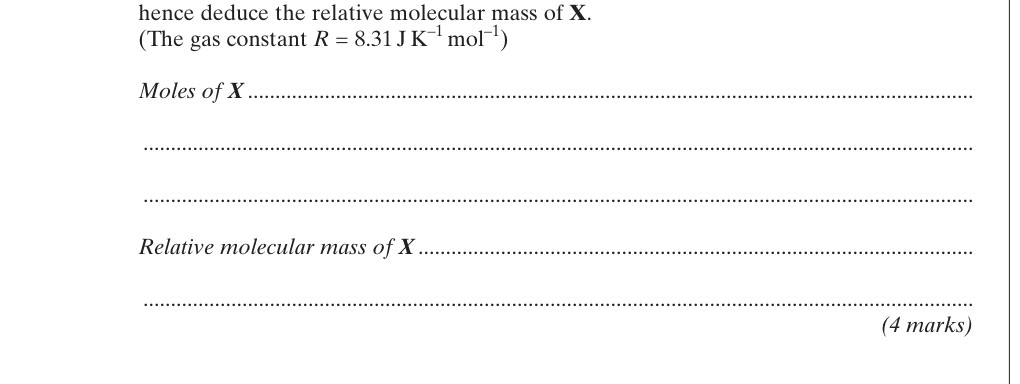 hence deduce the relative molecular mass of X.
(The gas constant R = 8.31 J K⁻¹ mol⁻¹)
Moles of X ..........................................................................................................................................
..........................................................................................................................................
..........................................................................................................................................
Relative molecular mass of X ..........................................................................................................
..........................................................................................................................................
(4 marks)